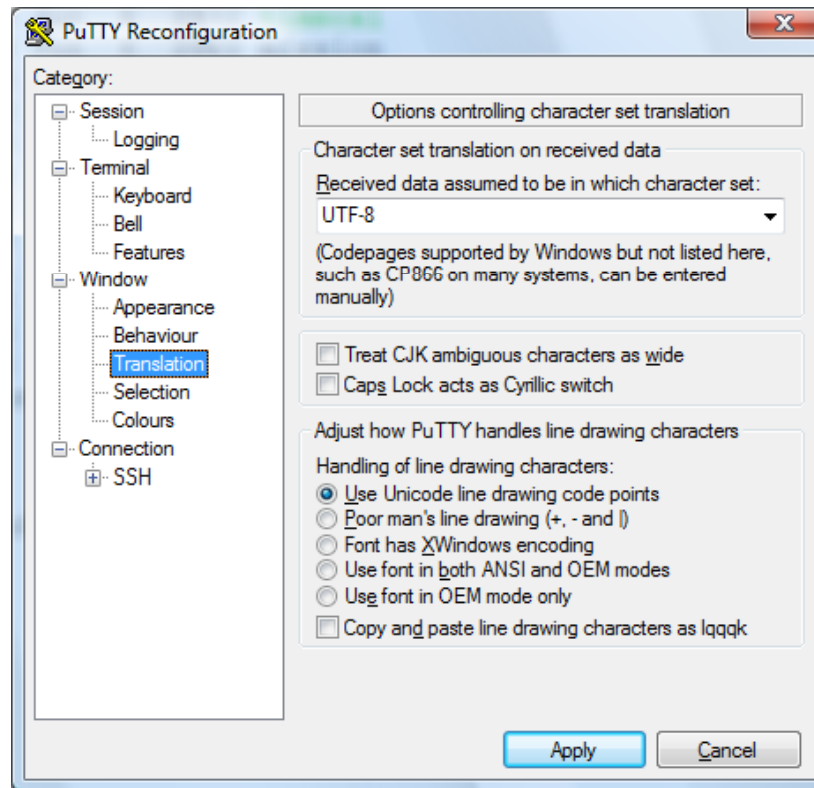 PuTTY Reconfiguration
Category:
Session
Logging
Terminal
Keyboard
Bell
Features
Window
Appearance
Behaviour
Translation
Selection
Colours
Connection
SSH
Options controlling character set translation
Character set translation on received data
Received data assumed to be in which character set:
UTF-8
(Codepages supported by Windows but not listed here,
such as CP866 on many systems, can be entered
manually)
Treat CJK ambiguous characters as wide
Caps Lock acts as Cyrillic switch
Adjust how PuTTY handles line drawing characters
Handling of line drawing characters:
Use Unicode line drawing code points
Poor man's line drawing (+, - and |)
Font has XWindows encoding
Use font in both ANSI and OEM modes
Use font in OEM mode only
Copy and paste line drawing characters as lqqqk
Apply
Cancel